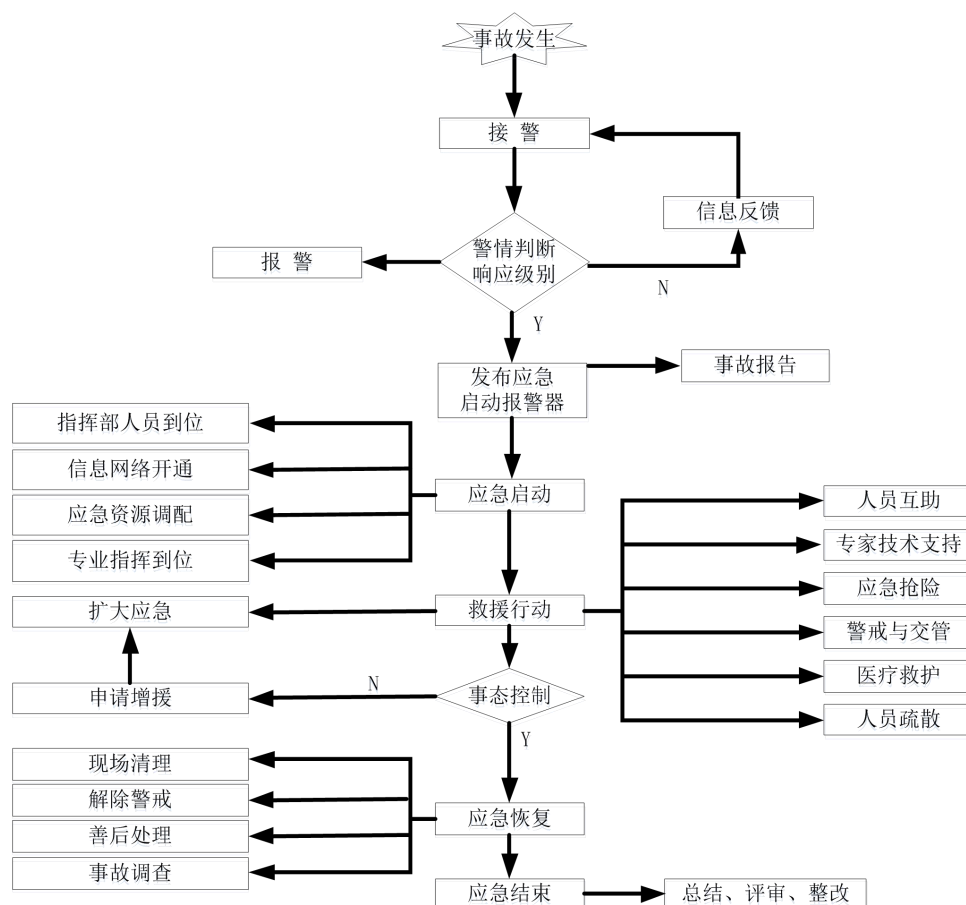 事故发生
接 警
信息反馈
警情判断
响应级别
报 警
N
Y
发布应急
启动报警器
事故报告
指挥部人员到位
信息网络开通
应急资源调配
专业指挥到位
应急启动
人员互助
专家技术支持
应急抢险
警戒与交管
医疗救护
人员疏散
扩大应急
救援行动
申请增援
N
事态控制
Y
现场清理
解除警戒
善后处理
事故调查
应急恢复
应急结束
总结、评审、整改